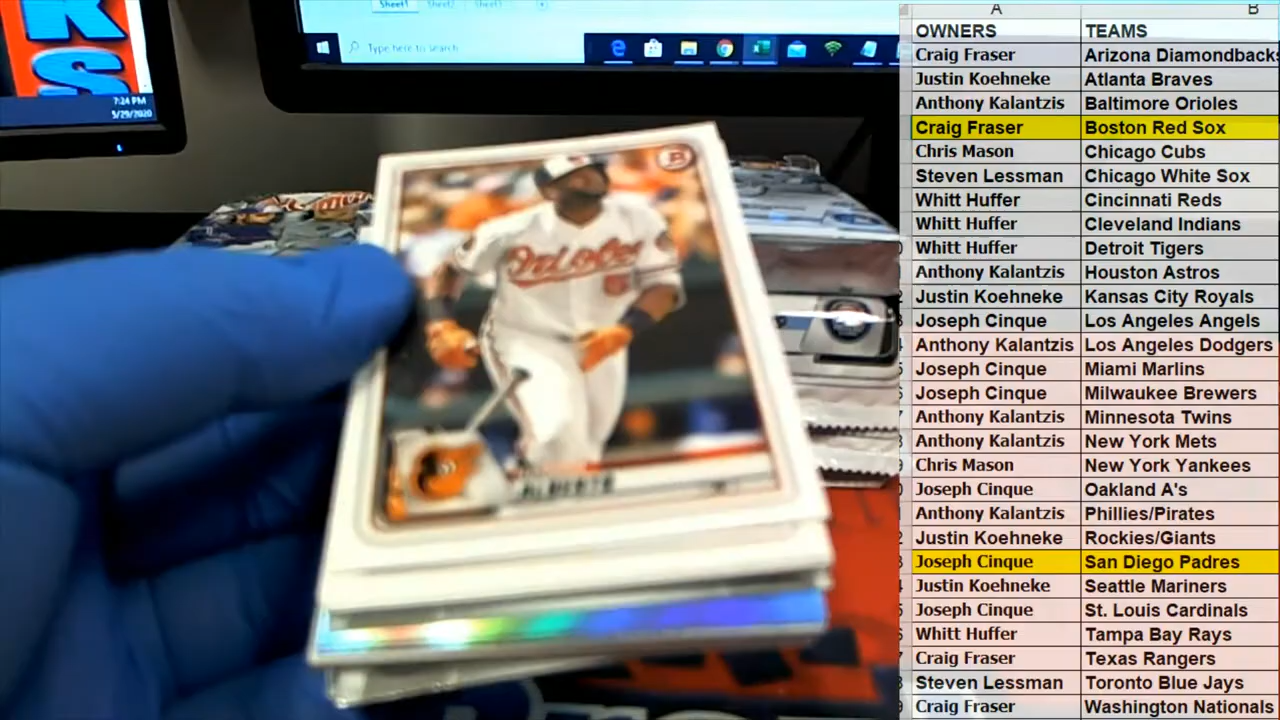 Sheet1 Sheet2 Sheet3
Type here to search
KS
7:24 PM
5/29/2020
Orioles
B
ALBERTO
A B
OWNERS TEAMS
Craig Fraser Arizona Diamondbacks
Justin Koehneke Atlanta Braves
Anthony Kalantzis Baltimore Orioles
Craig Fraser Boston Red Sox
Chris Mason Chicago Cubs
Steven Lessman Chicago White Sox
Whitt Huffer Cincinnati Reds
Whitt Huffer Cleveland Indians
Whitt Huffer Detroit Tigers
Anthony Kalantzis Houston Astros
Justin Koehneke Kansas City Royals
Joseph Cinque Los Angeles Angels
Anthony Kalantzis Los Angeles Dodgers
Joseph Cinque Miami Marlins
Joseph Cinque Milwaukee Brewers
Anthony Kalantzis Minnesota Twins
Anthony Kalantzis New York Mets
Chris Mason New York Yankees
Joseph Cinque Oakland A's
Anthony Kalantzis Phillies/Pirates
Justin Koehneke Rockies/Giants
Joseph Cinque San Diego Padres
Justin Koehneke Seattle Mariners
Joseph Cinque St. Louis Cardinals
Whitt Huffer Tampa Bay Rays
Craig Fraser Texas Rangers
Steven Lessman Toronto Blue Jays
Craig Fraser Washington Nationals